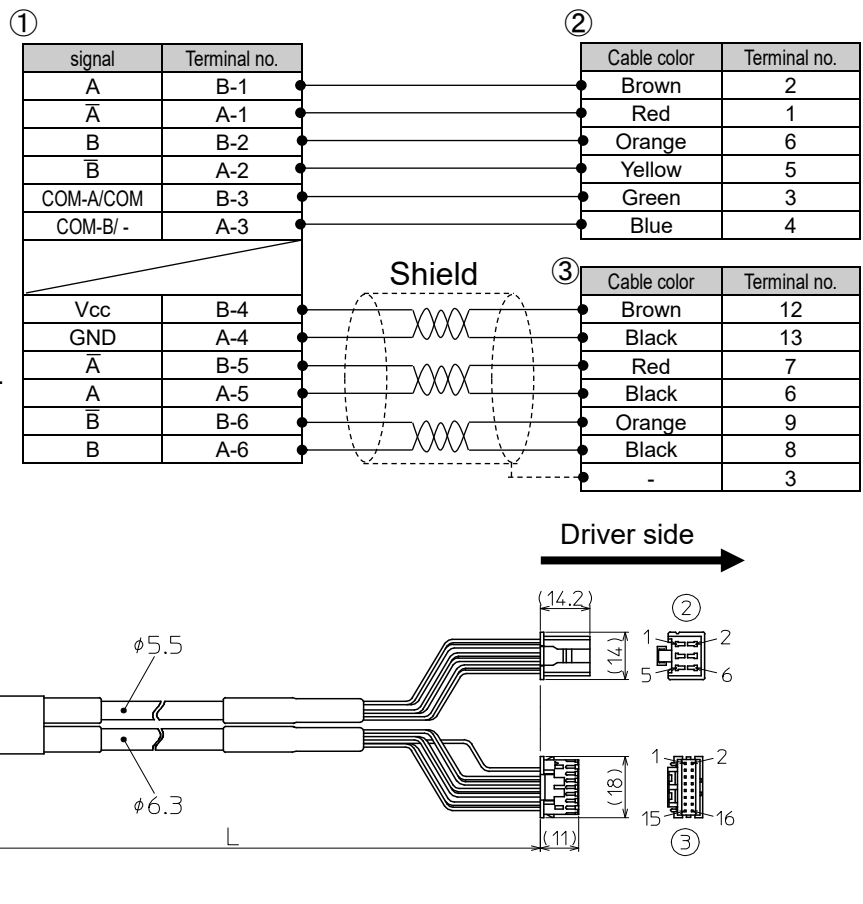 ① ②
signal Terminal no. Cable color Terminal no.
A B-1 Brown 2
A̅ A-1 Red 1
B B-2 Orange 6
B̅ A-2 Yellow 5
COM-A/COM B-3 Green 3
COM-B/ - A-3 Blue 4
Shield ③
Cable color Terminal no.
Vcc B-4 Brown 12
GND A-4 Black 13
A̅ B-5 Red 7
A A-5 Black 6
B̅ B-6 Orange 9
B A-6 Black 8
- 3
Driver side
(14.2) ②
1 2
(14)
5 6
ϕ5.5
1 2
(18)
15 16
ϕ6.3
L (11) ③